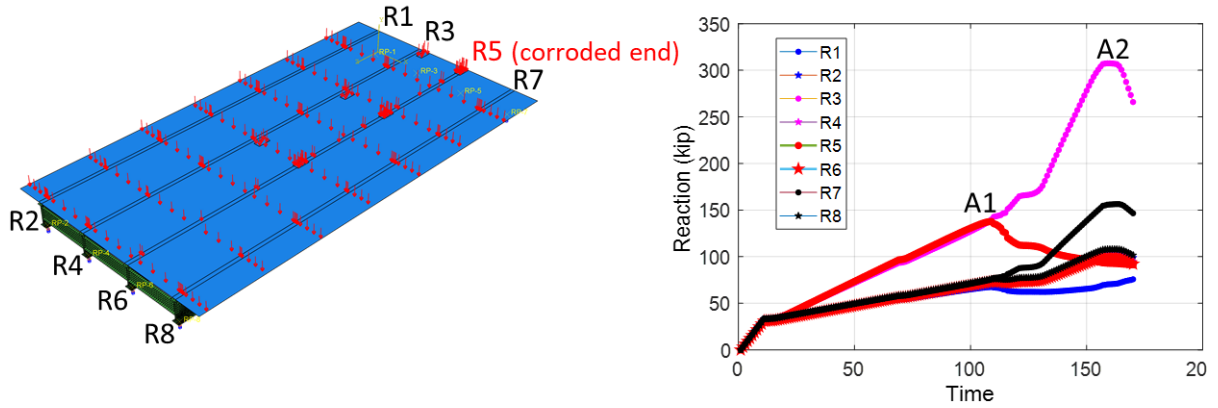 R1
R3
R5 (corroded end)
R7
RP-1
RP-3
RP-5
R2
R4
R6
R8
RP-2
RP-4
RP-6
350
300
250
200
150
100
50
0
Reaction (kip)
R1
R2
R3
R4
R5
R6
R7
R8
A1
A2
0 50 100 150 20
Time